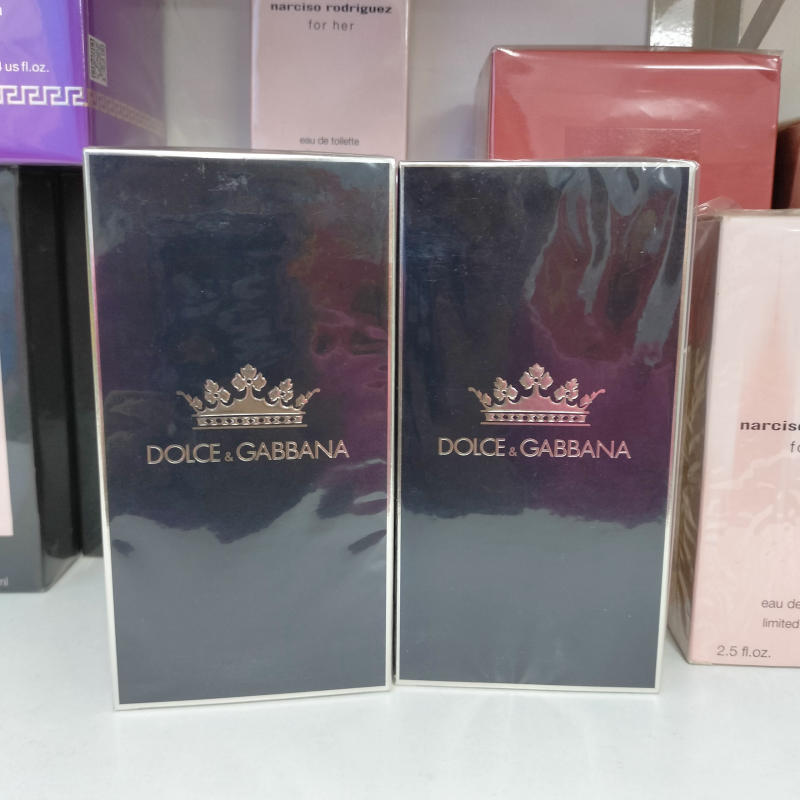 us fl.oz.
narciso rodriguez
for her
eau de toilette
DOLCE & GABBANA
DOLCE & GABBANA
narciso
eau de
limited
2.5 fl.oz.
ml